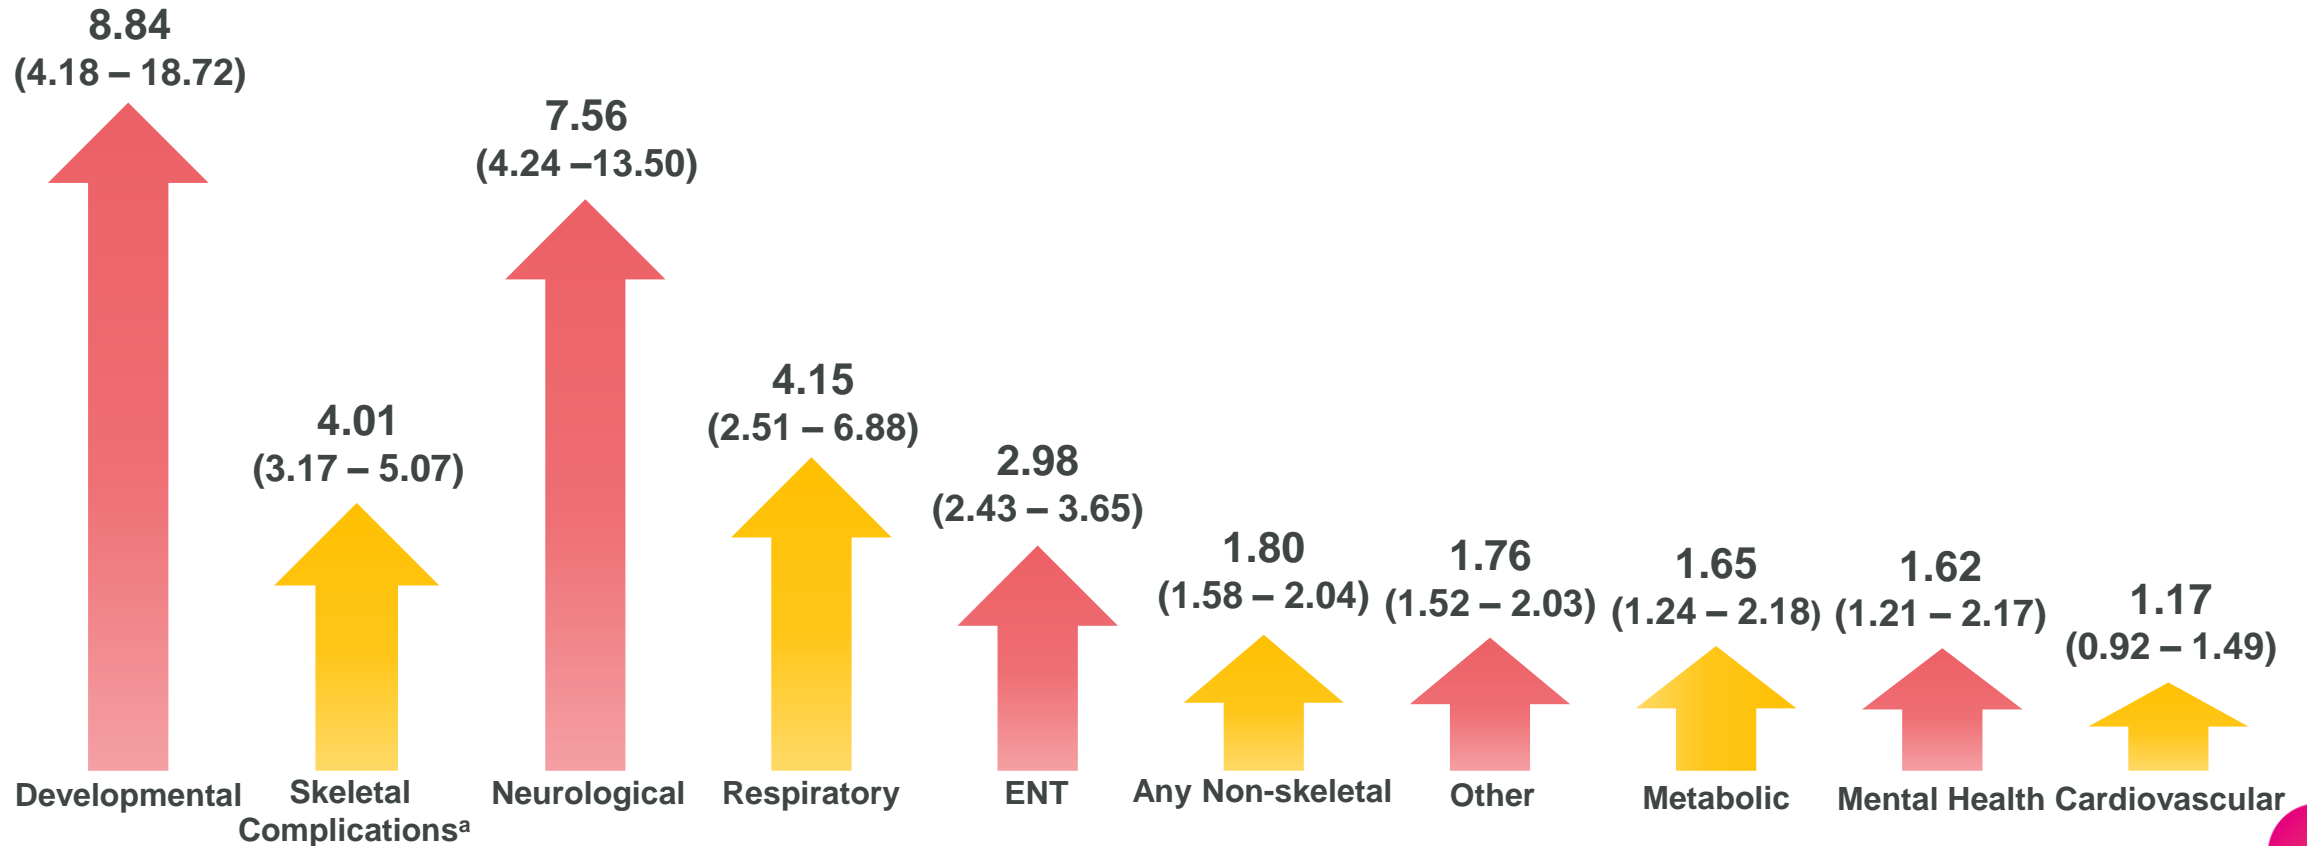 8.84
(4.18 – 18.72)
7.56
(4.24 –13.50)
4.15
(2.51 – 6.88)
4.01
(3.17 – 5.07)
2.98
(2.43 – 3.65)
1.80
(1.58 – 2.04)
1.76
(1.52 – 2.03)
1.65
(1.24 – 2.18)
1.62
(1.21 – 2.17)
1.17
(0.92 – 1.49)
Developmental
Skeletal
Complicationsᵃ
Neurological
Respiratory
ENT
Any Non-skeletal
Other
Metabolic
Mental Health
Cardiovascular